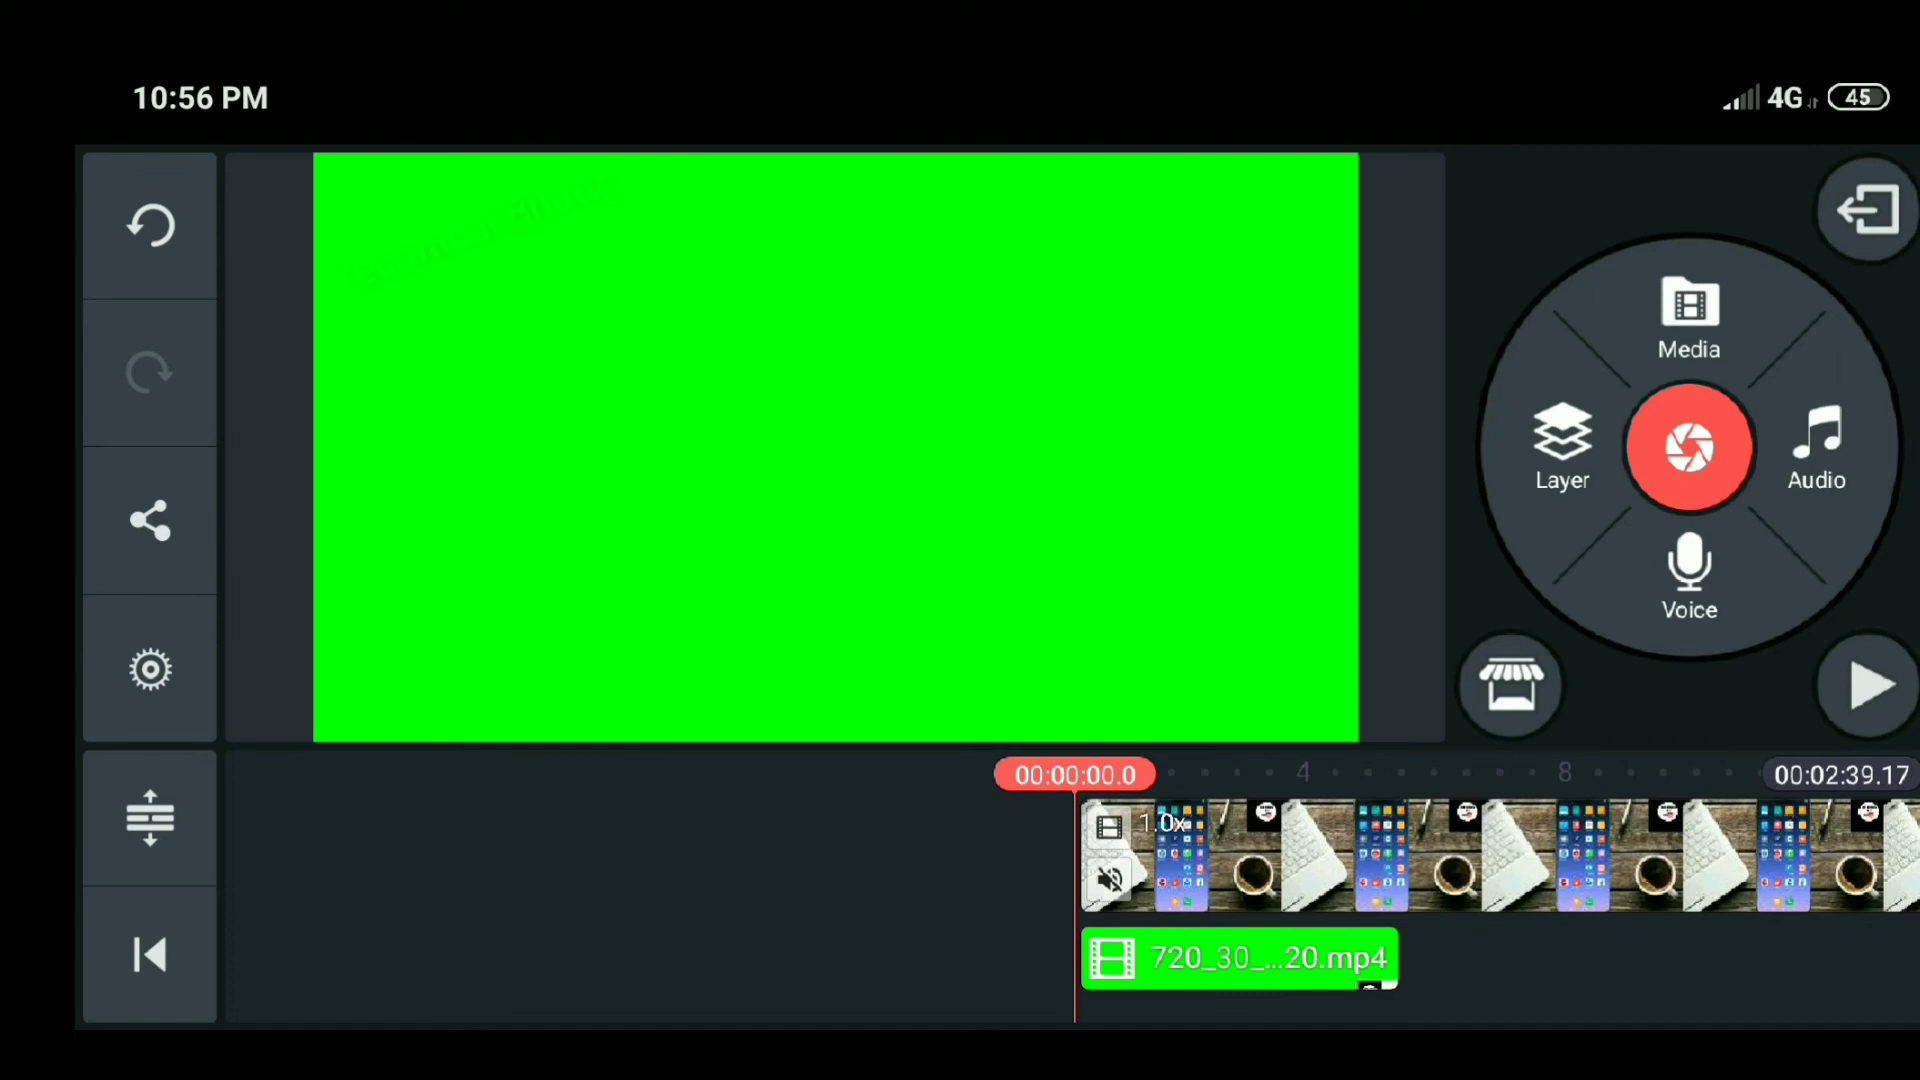 10:56 PM
4G
45
Media
Layer
Audio
Voice
00:00:00.0
4
8
00:02:39.17
1.0x
720_30_...20.mp4